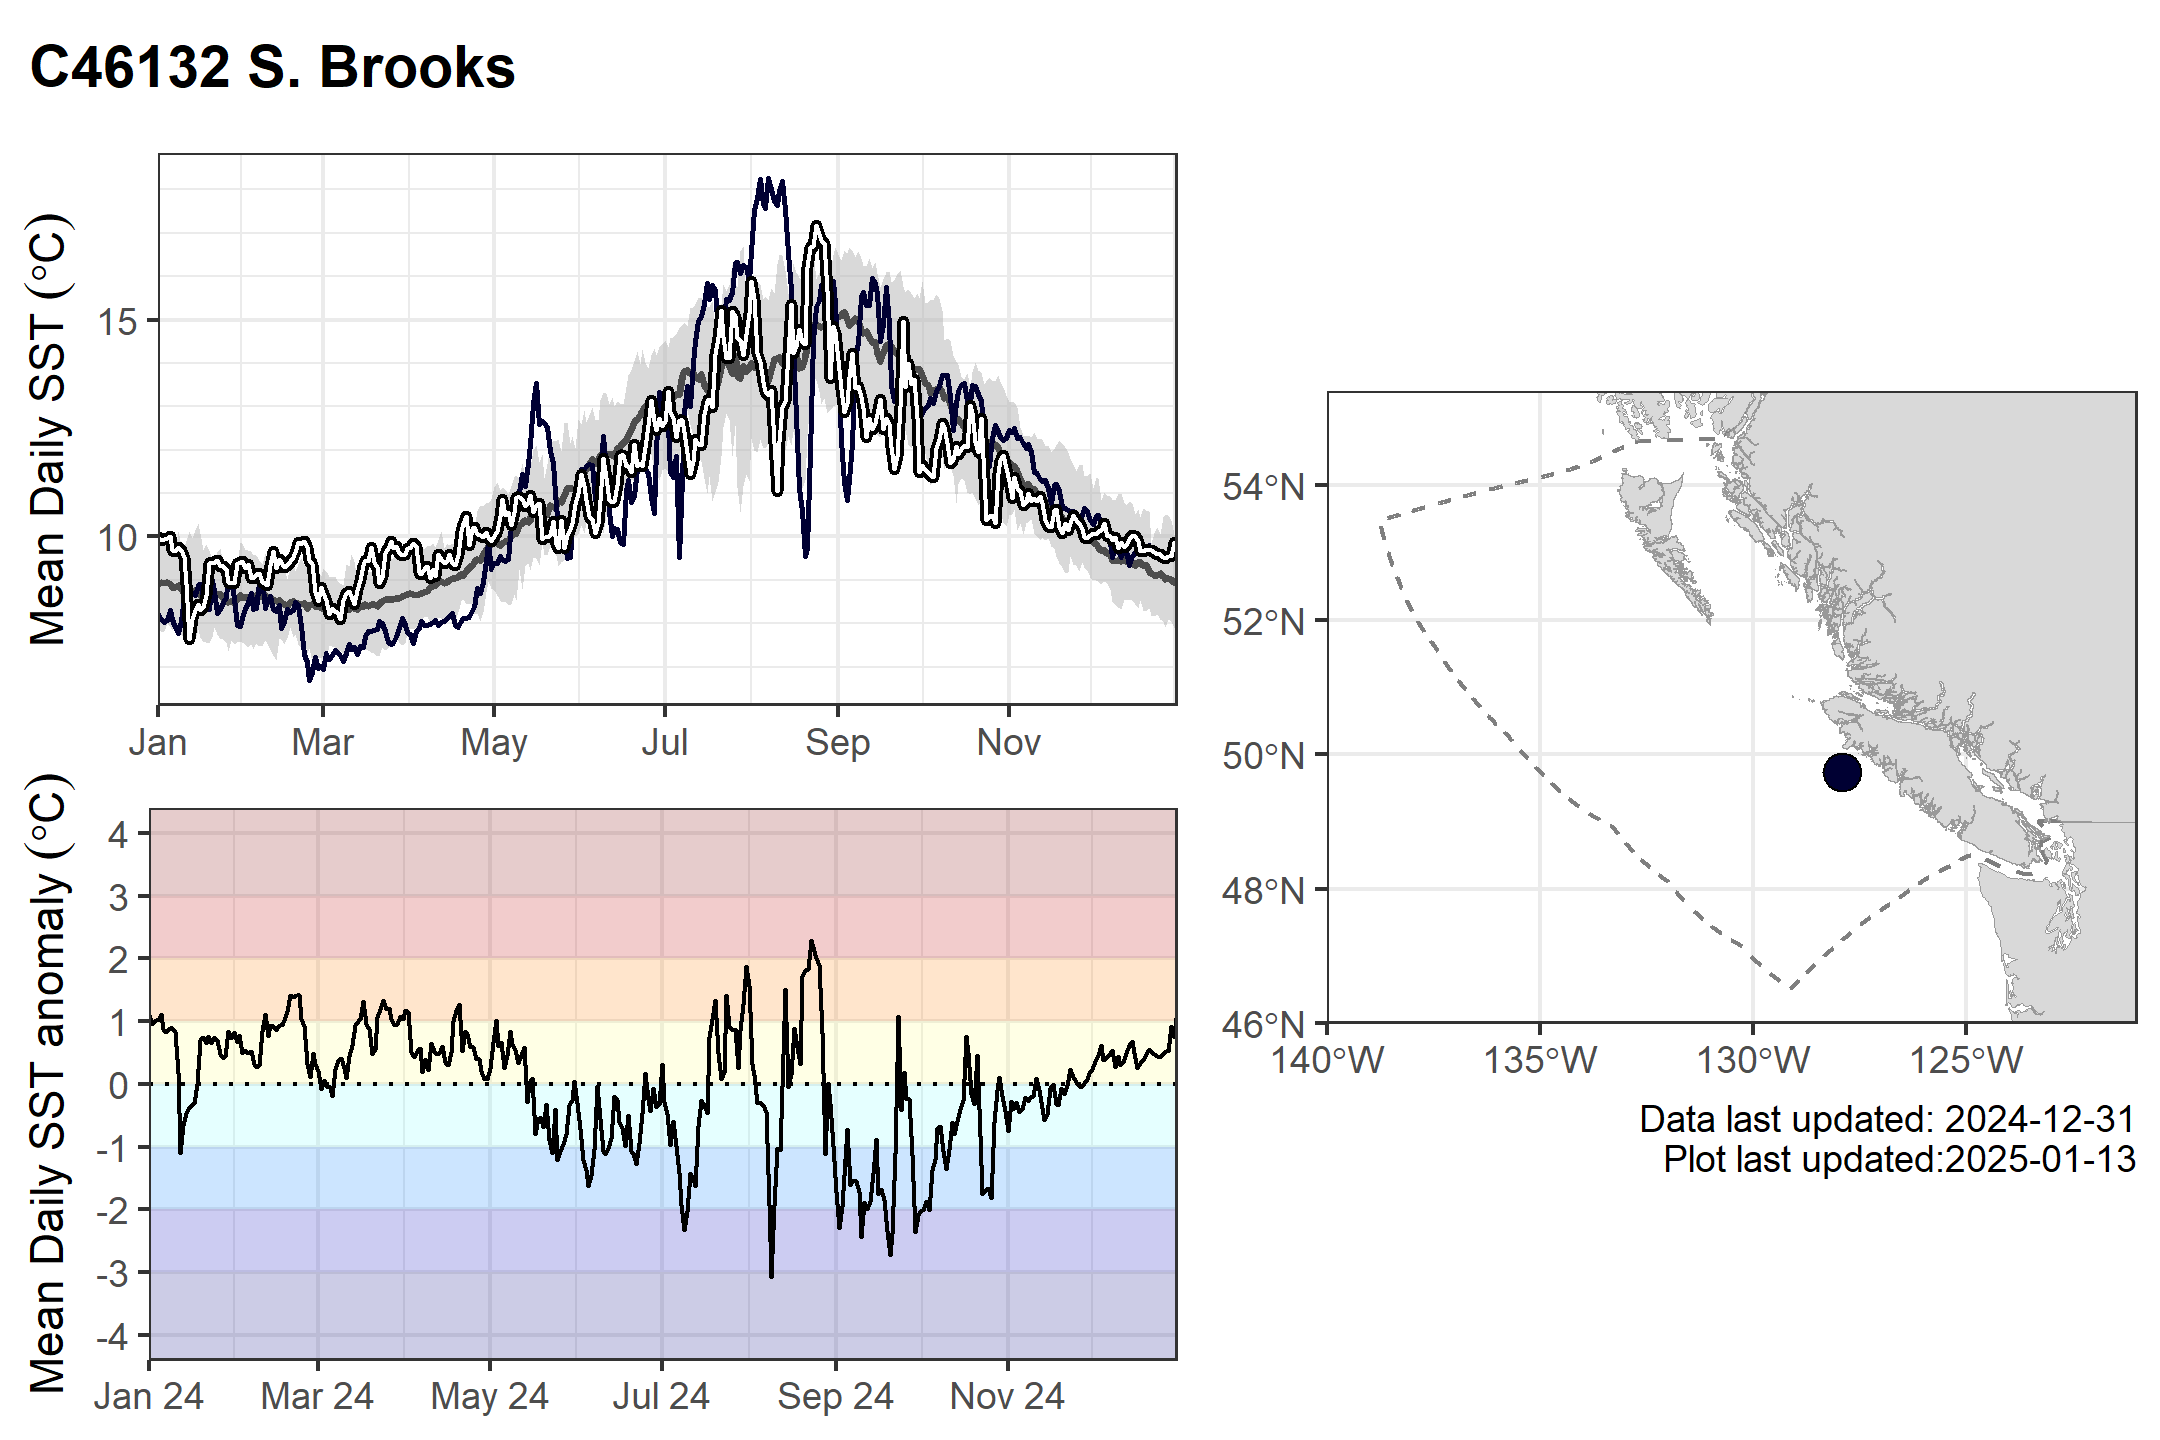 C46132 S. Brooks
Mean Daily SST (°C)
15
10
Jan Mar May Jul Sep Nov
Mean Daily SST anomaly (°C)
4
3
2
1
0
-1
-2
-3
-4
Jan 24 Mar 24 May 24 Jul 24 Sep 24 Nov 24
54°N
52°N
50°N
48°N
46°N
140°W 135°W 130°W 125°W
Data last updated: 2024-12-31
Plot last updated:2025-01-13